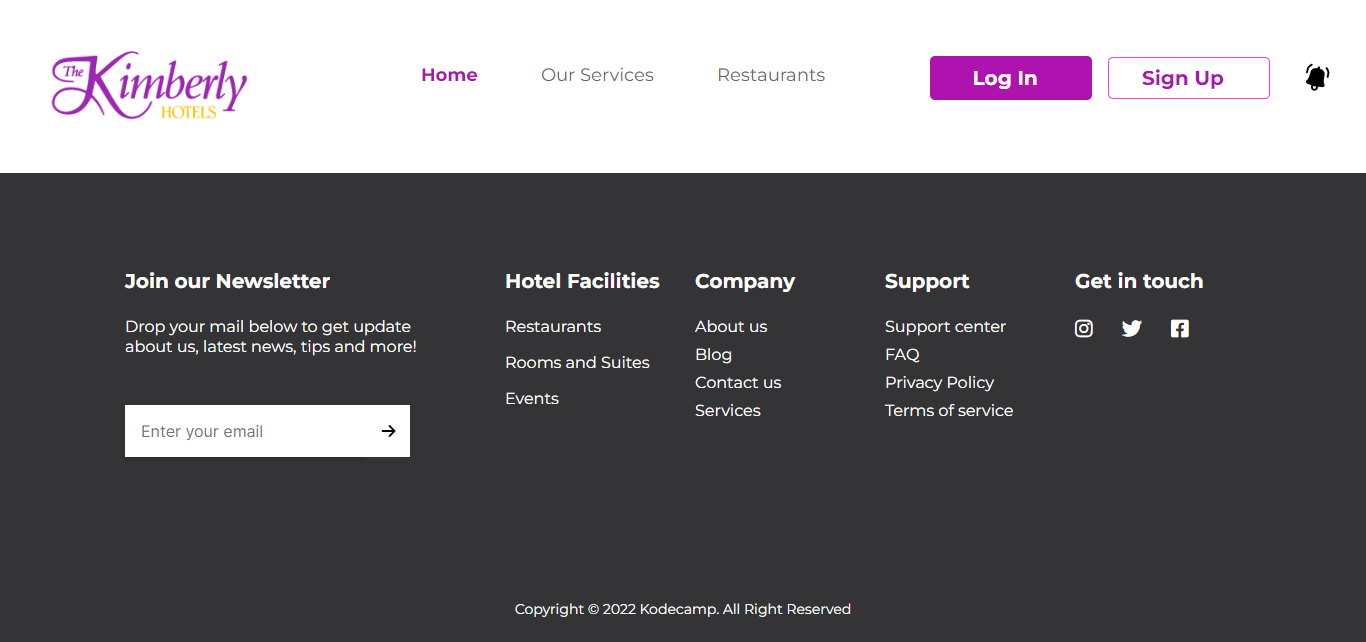 The Kimberly
HOTELS
Home
Our Services
Restaurants
Log In
Sign Up
Join our Newsletter
Drop your mail below to get update
about us, latest news, tips and more!
Enter your email
Hotel Facilities
Restaurants
Rooms and Suites
Events
Company
About us
Blog
Contact us
Services
Support
Support center
FAQ
Privacy Policy
Terms of service
Get in touch
Copyright © 2022 Kodecamp. All Right Reserved